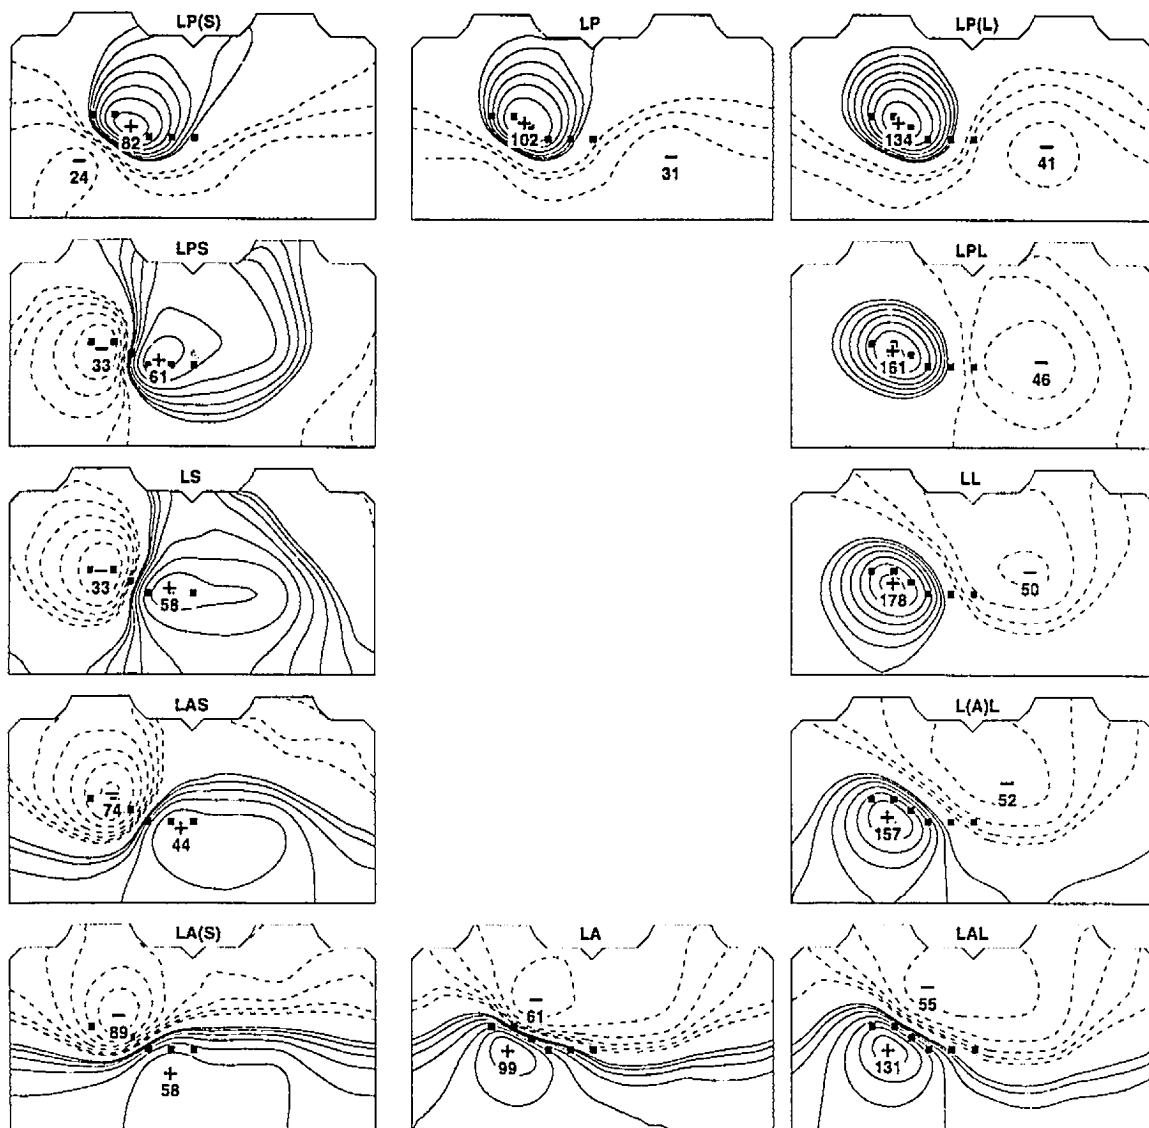 LP(S) LP LP(L)
+ + +
82 102 134
− − −
24 31 41
LPS LPL
− + + −
33 61 161 46
LS LL
− + + −
33 58 178 50
LAS L(A)L
− + + −
74 44 157 52
LA(S) LA LAL
− − −
89 61 55
+ + +
58 99 131